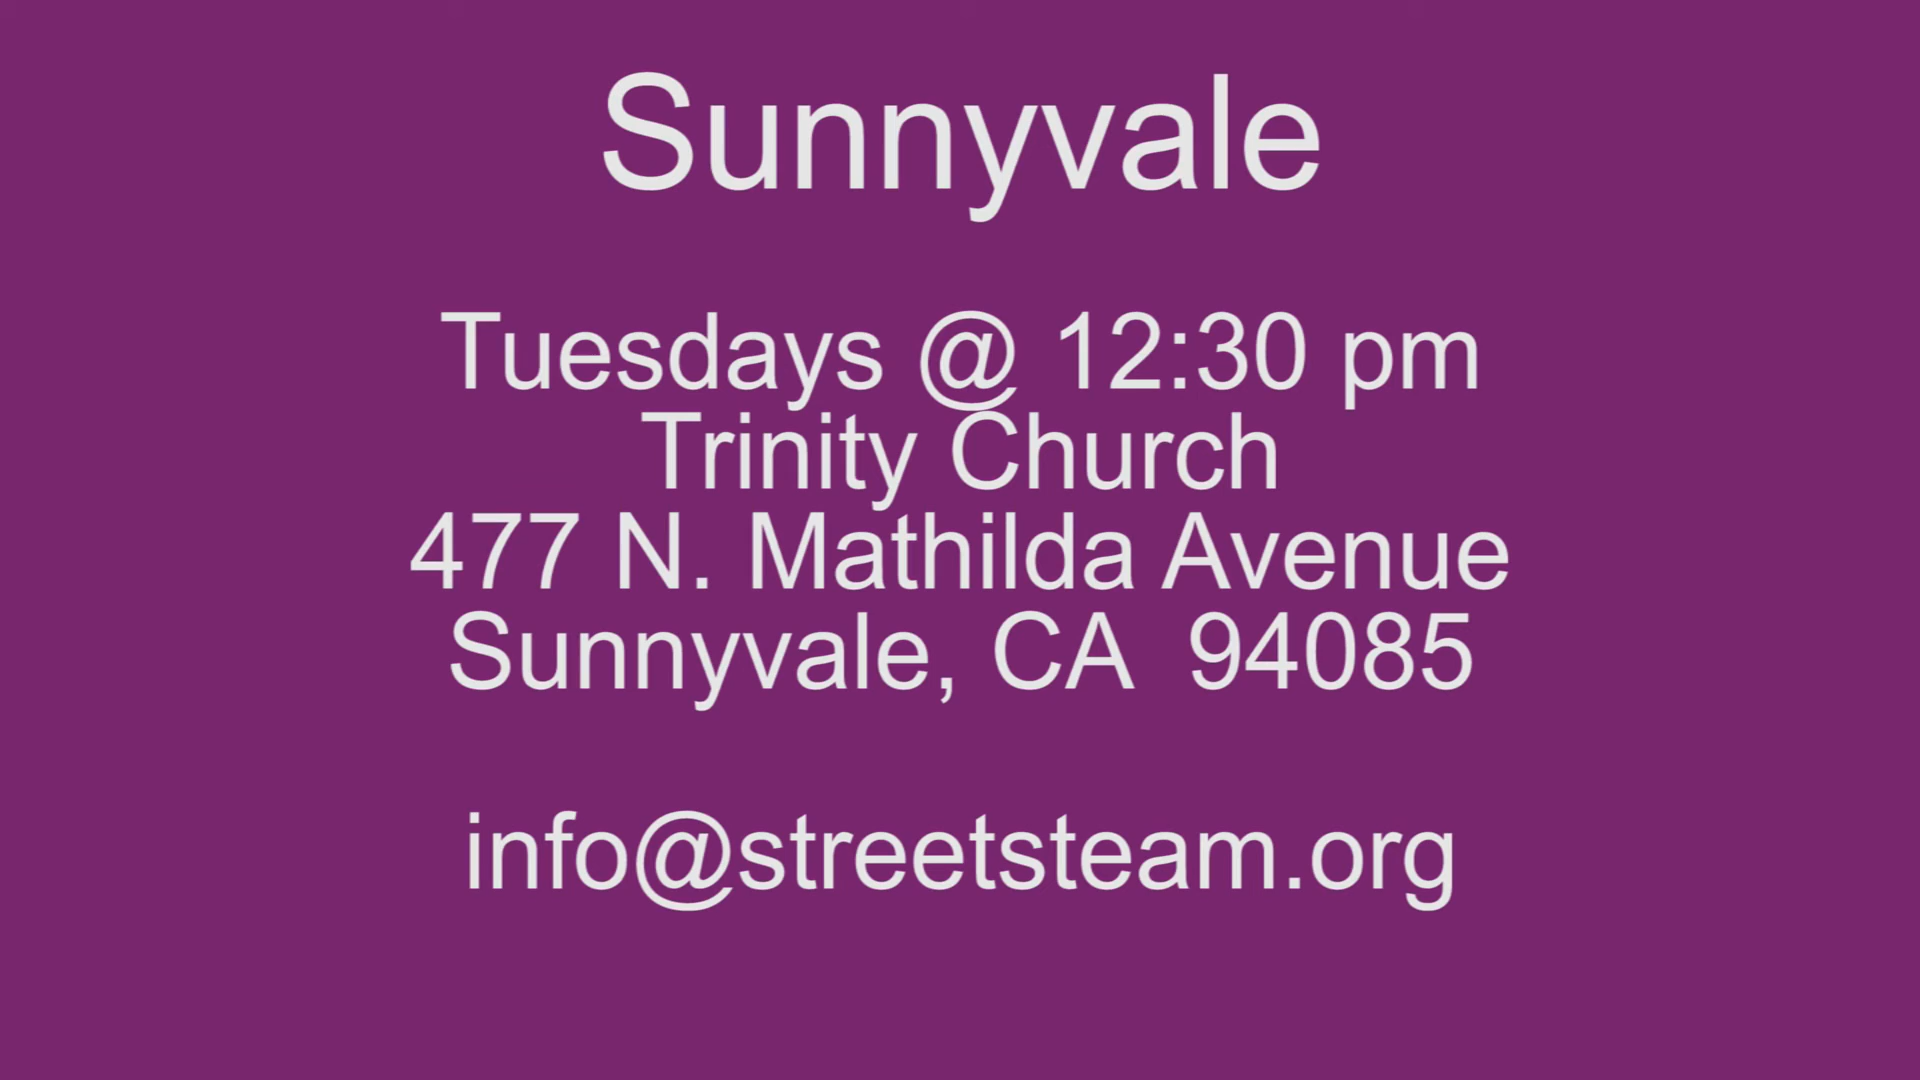 Sunnyvale
Tuesdays @ 12:30 pm
Trinity Church
477 N. Mathilda Avenue
Sunnyvale, CA  94085
info@streetsteam.org